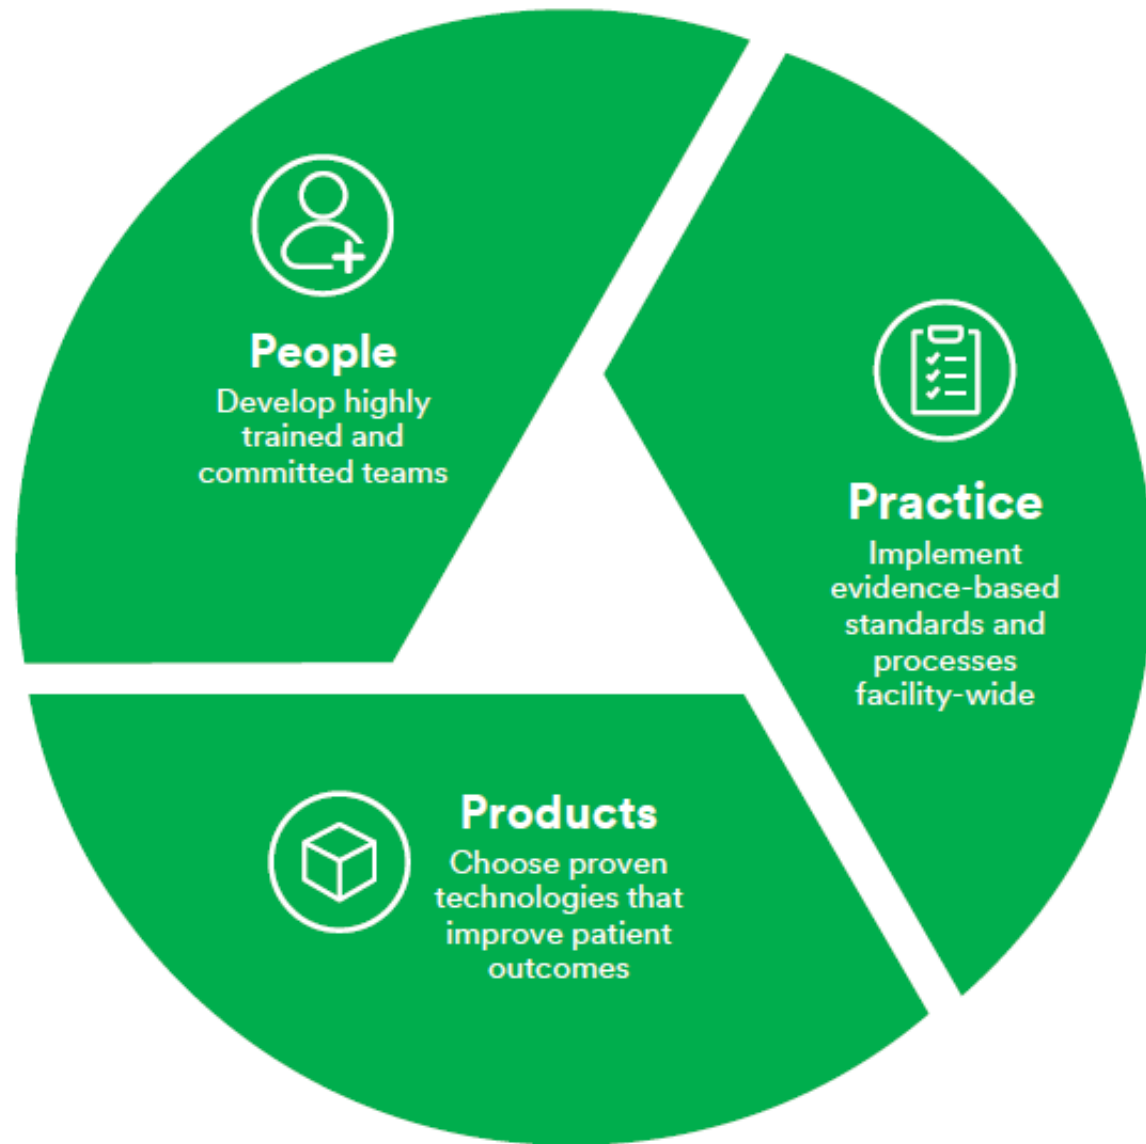 People
Develop highly
trained and
committed teams
Practice
Implement
evidence-based
standards and
processes
facility-wide
Products
Choose proven
technologies that
improve patient
outcomes